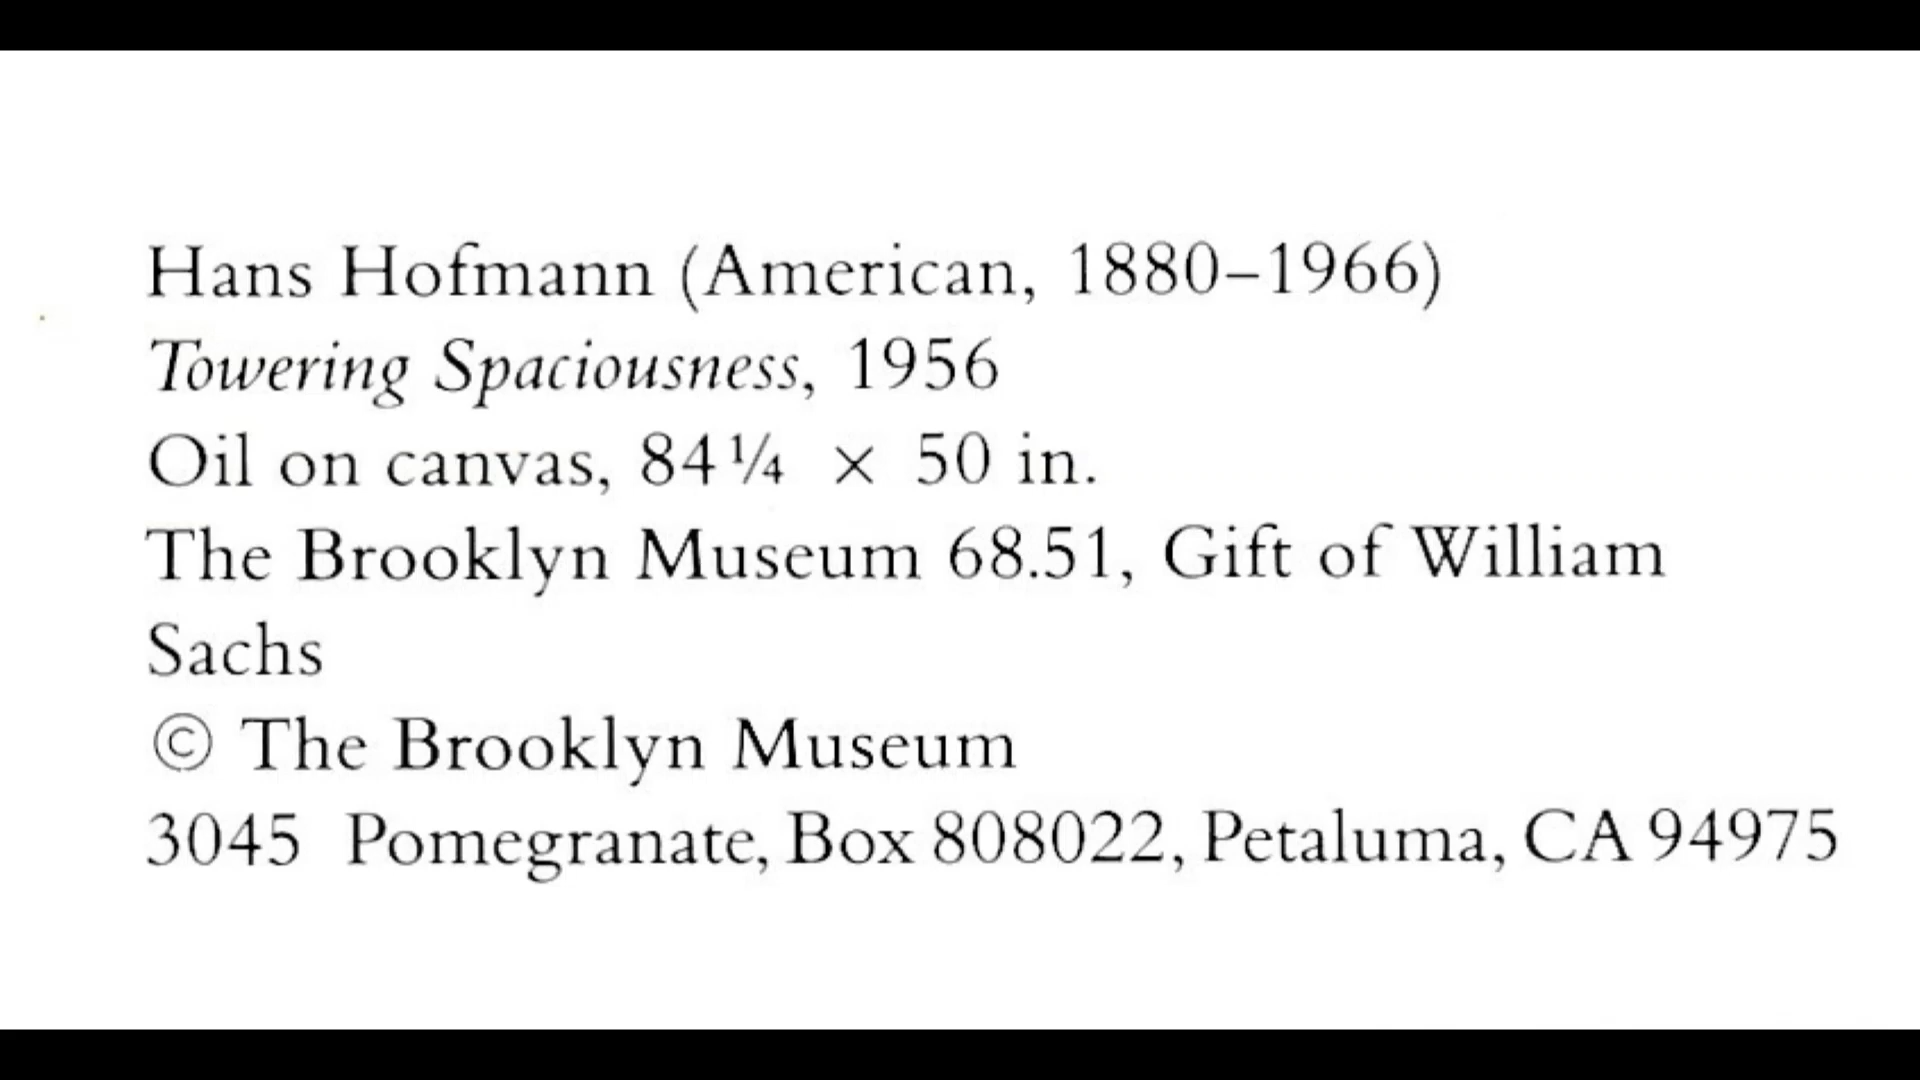 Hans Hofmann (American, 1880–1966)
Towering Spaciousness, 1956
Oil on canvas, 84¼ × 50 in.
The Brooklyn Museum 68.51, Gift of William
Sachs
© The Brooklyn Museum
3045 Pomegranate, Box 808022, Petaluma, CA 94975